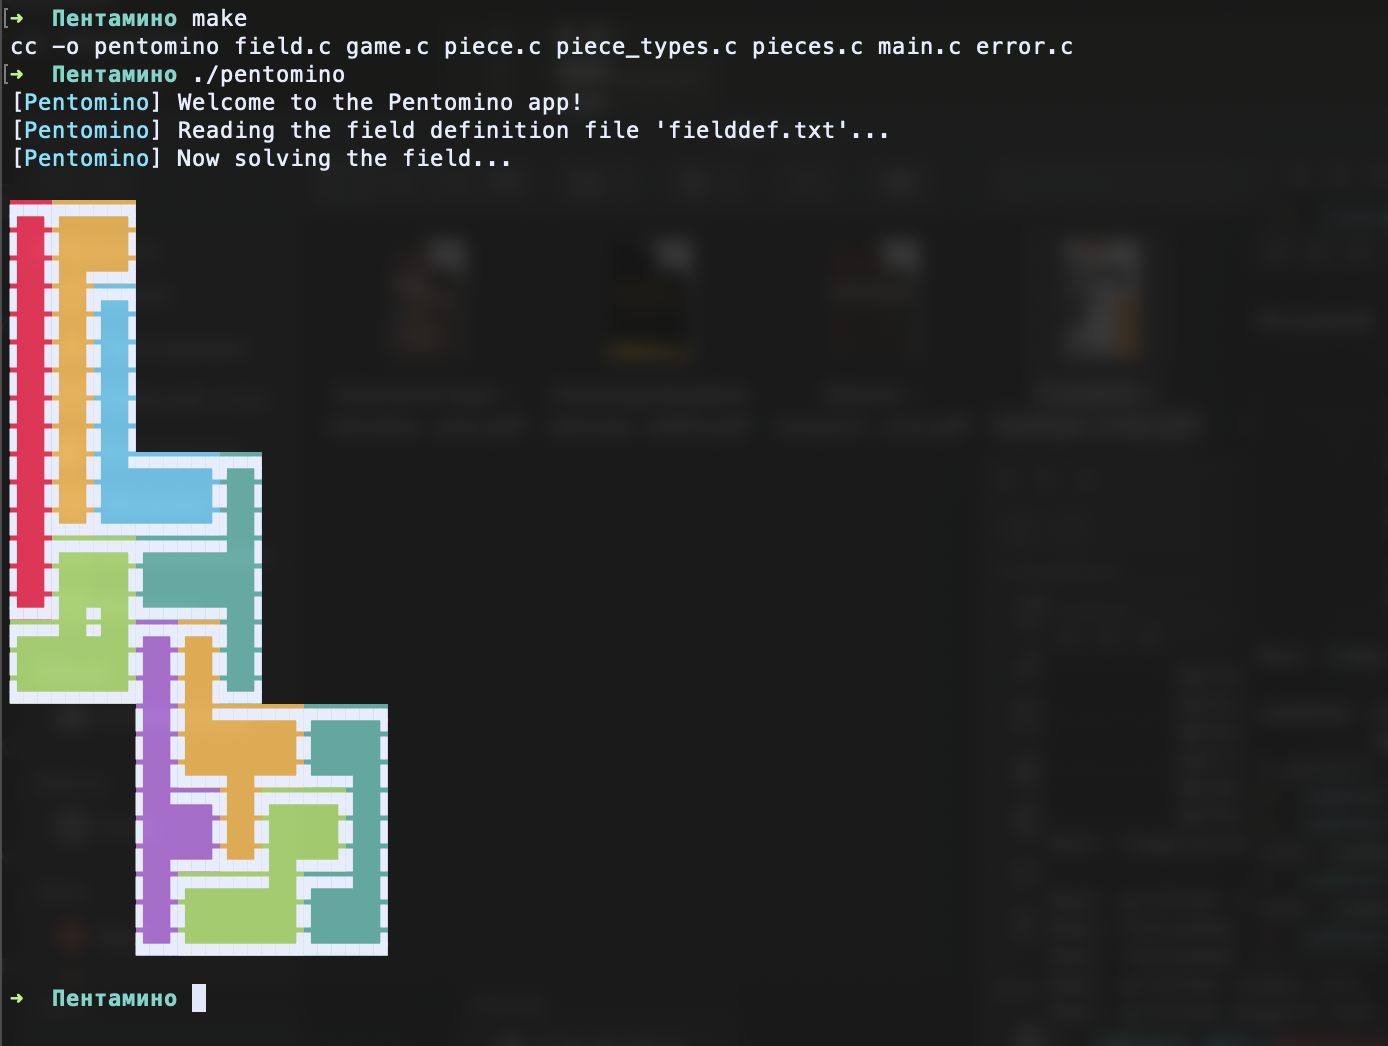 [➜  Пентамино make
cc -o pentomino field.c game.c piece.c piece_types.c pieces.c main.c error.c
[➜  Пентамино ./pentomino
[Pentomino] Welcome to the Pentomino app!
[Pentomino] Reading the field definition file 'fielddef.txt'...
[Pentomino] Now solving the field...
➜  Пентамино